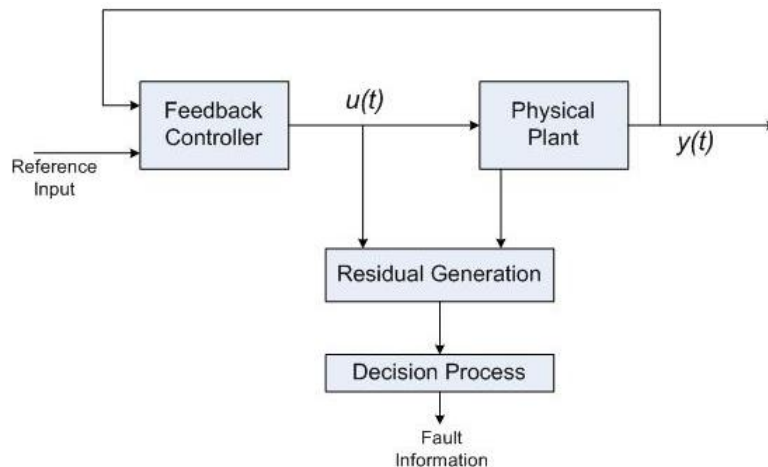 Feedback
Controller
u(t)
Physical
Plant
y(t)
Reference
Input
Residual Generation
Decision Process
Fault
Information